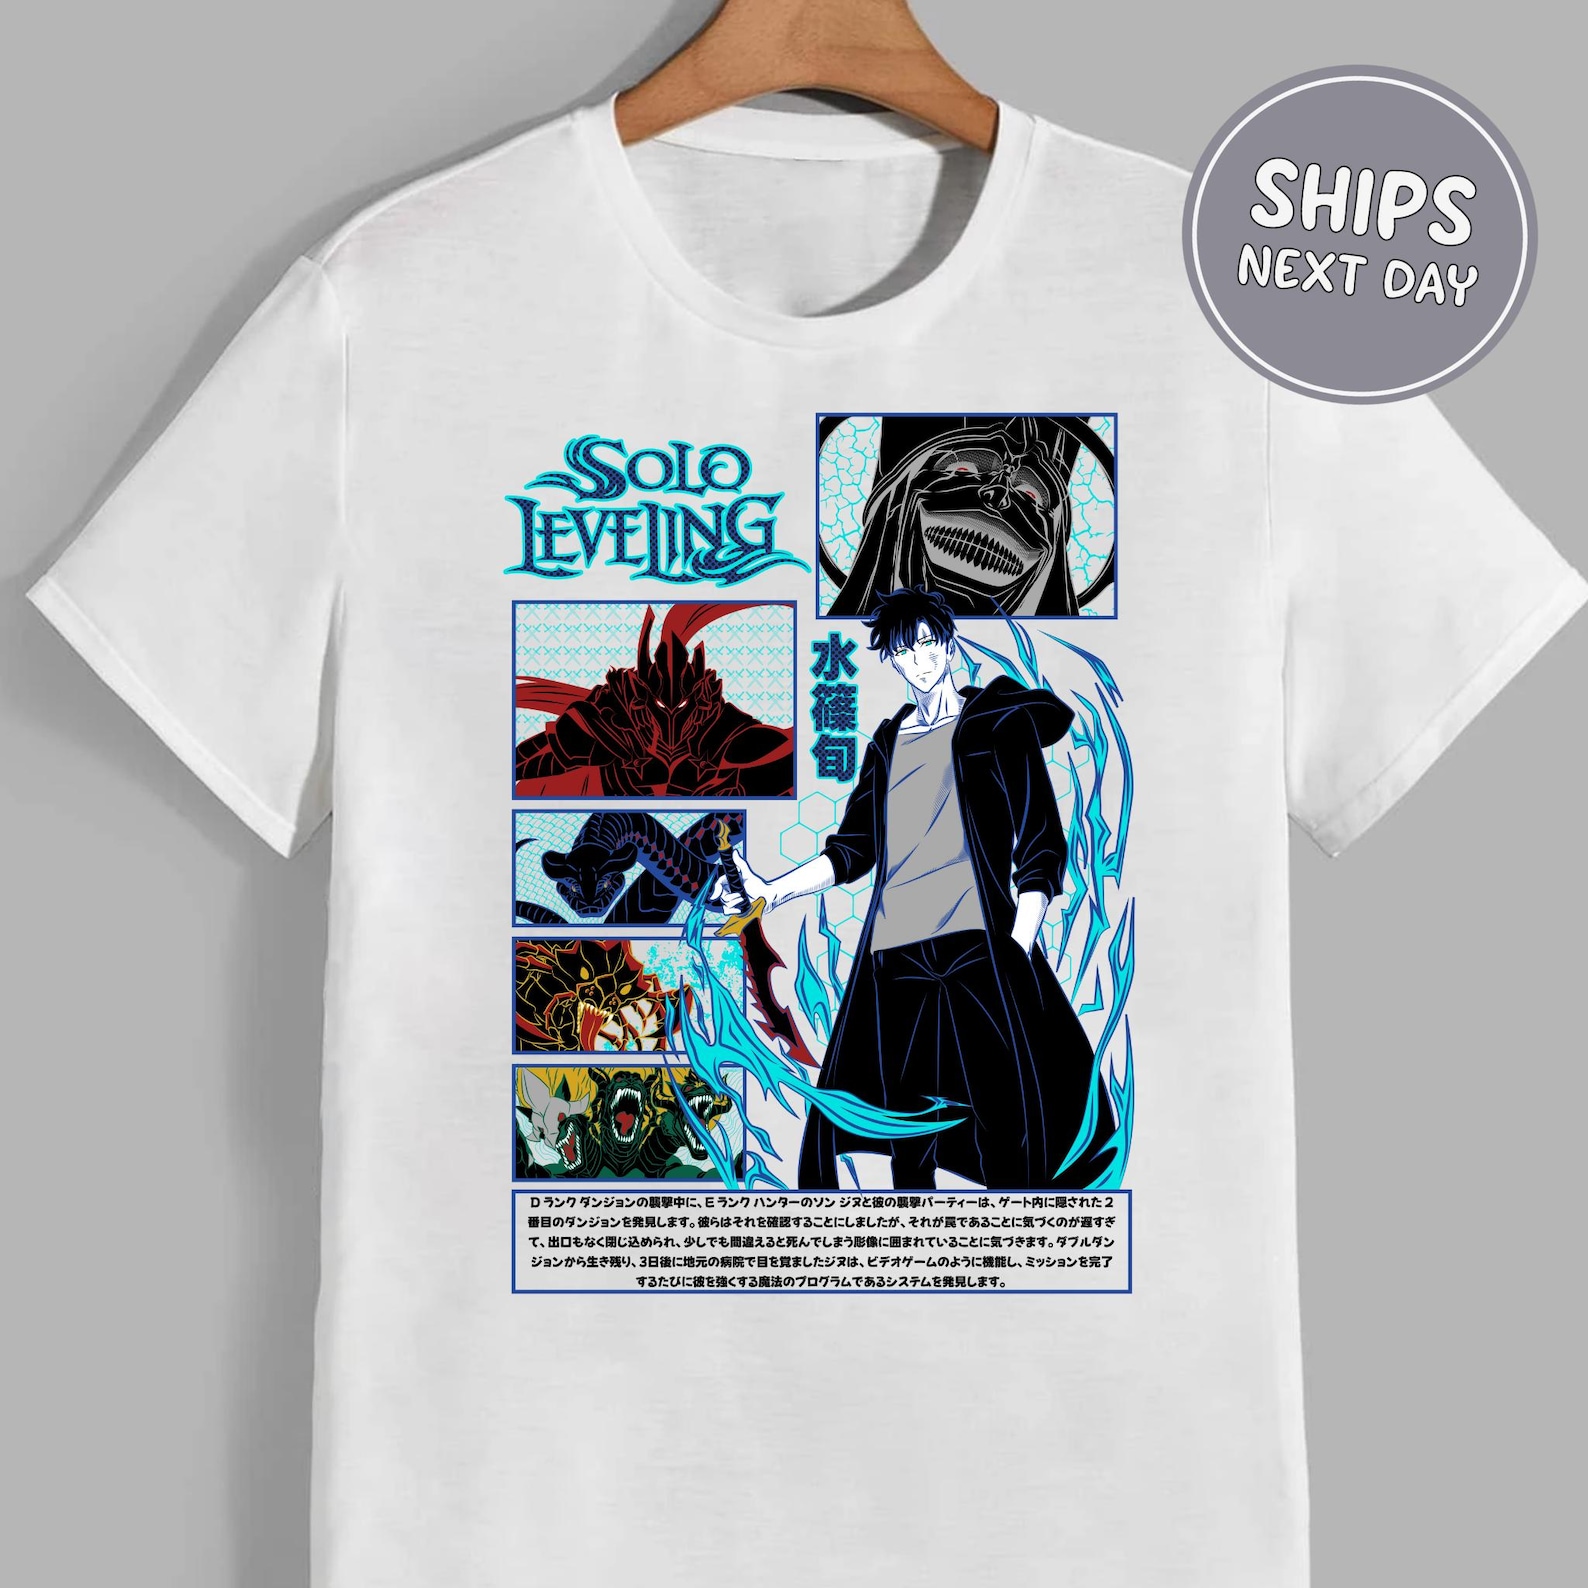 SHIPS
NEXT DAY
SOLO
LEVELING
水篠旬
D ランク ダンジョンの襲撃中に、E ランク ハンターのソン ジヌと彼の襲撃パーティーは、ゲート内に隠された 2
番目のダンジョンを発見します。彼らはそれを確認することにしましたが、それが罠であることに気づくのが遅すぎ
て、出口もなく閉じ込められ、少しでも間違えると死んでしまう彫像に囲まれていることに気づきます。ダブルダン
ジョンから生き残り、3日後に地元の病院で目を覚ましたジヌは、ビデオゲームのように機能し、ミッションを完了
するたびに彼を強くする魔法のプログラムであるシステムを発見します。